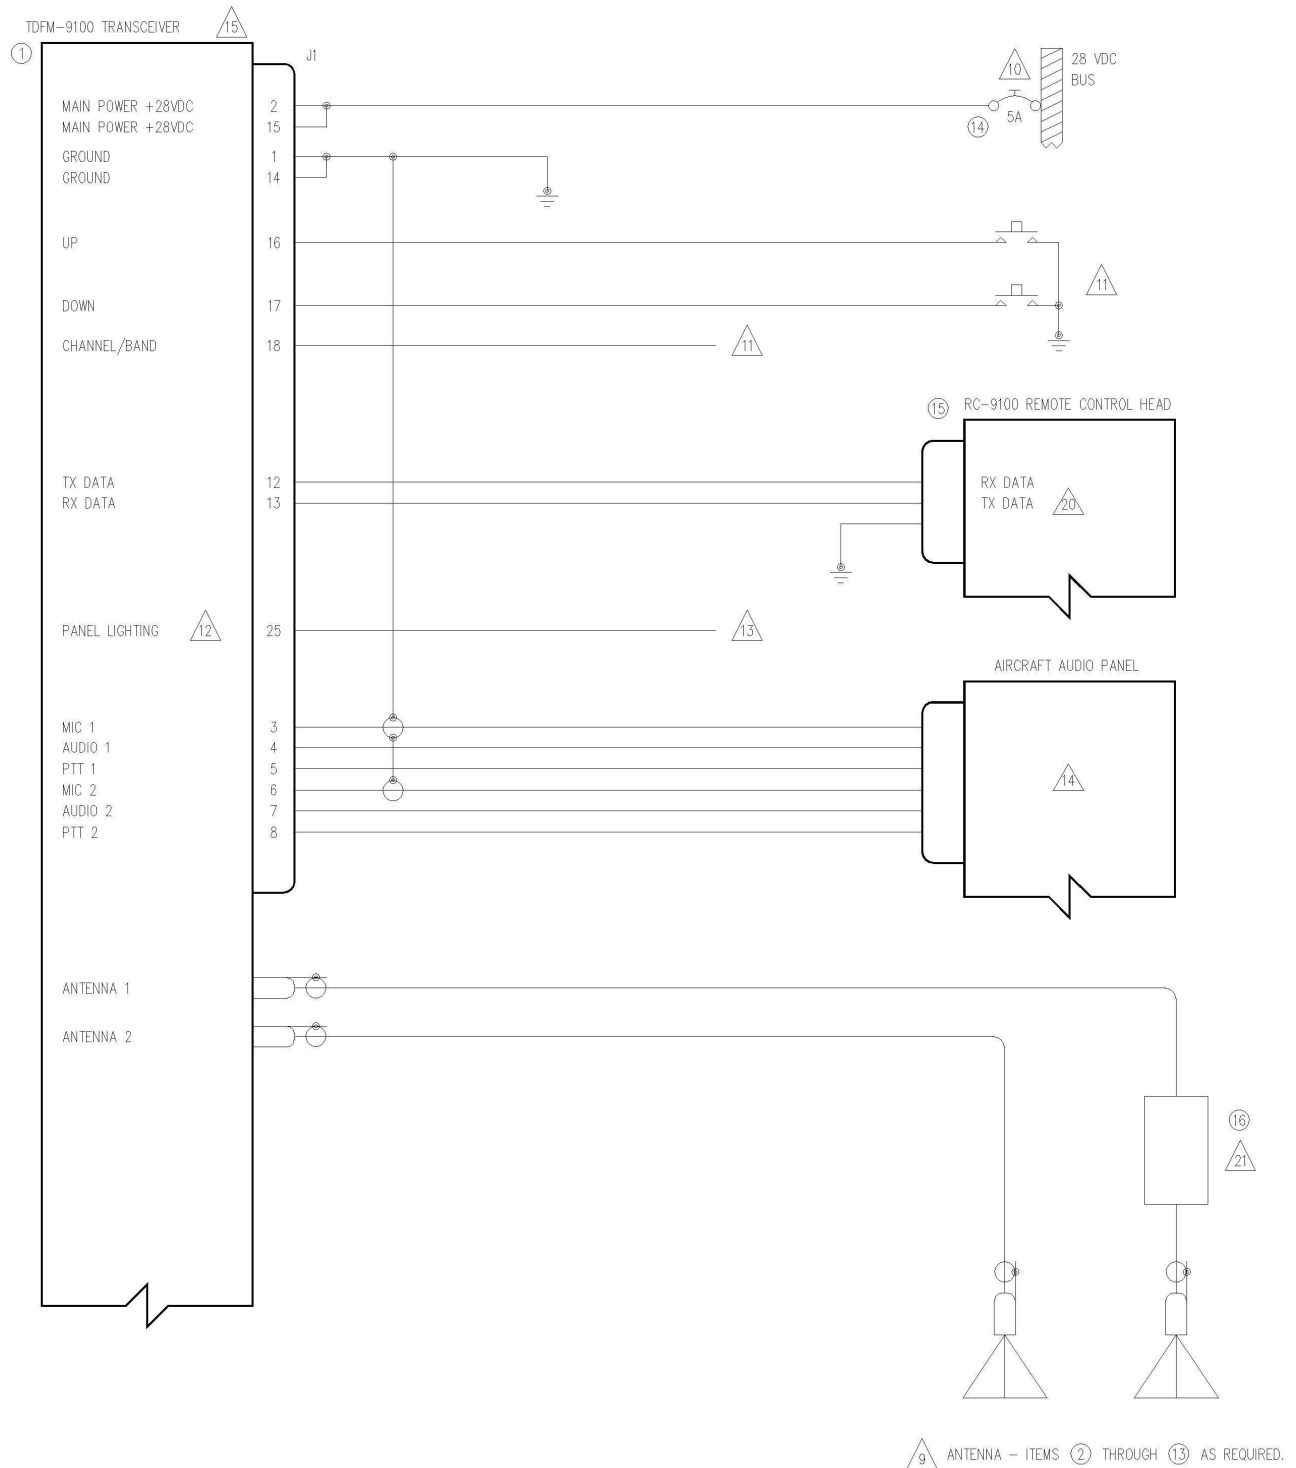 TDFM-9100 TRANSCEIVER 15
1
J1
10
28 VDC
BUS
MAIN POWER +28VDC 2
MAIN POWER +28VDC 15
14
5A
GROUND 1
GROUND 14
UP 16
11
DOWN 17
CHANNEL/BAND 18 11
15 RC-9100 REMOTE CONTROL HEAD
TX DATA 12 RX DATA
RX DATA 13 TX DATA 20
PANEL LIGHTING 12 25 13
AIRCRAFT AUDIO PANEL
MIC 1 3
AUDIO 1 4
PTT 1 5
14
MIC 2 6
AUDIO 2 7
PTT 2 8
ANTENNA 1
ANTENNA 2
16
21
9 ANTENNA – ITEMS 2 THROUGH 13 AS REQUIRED.